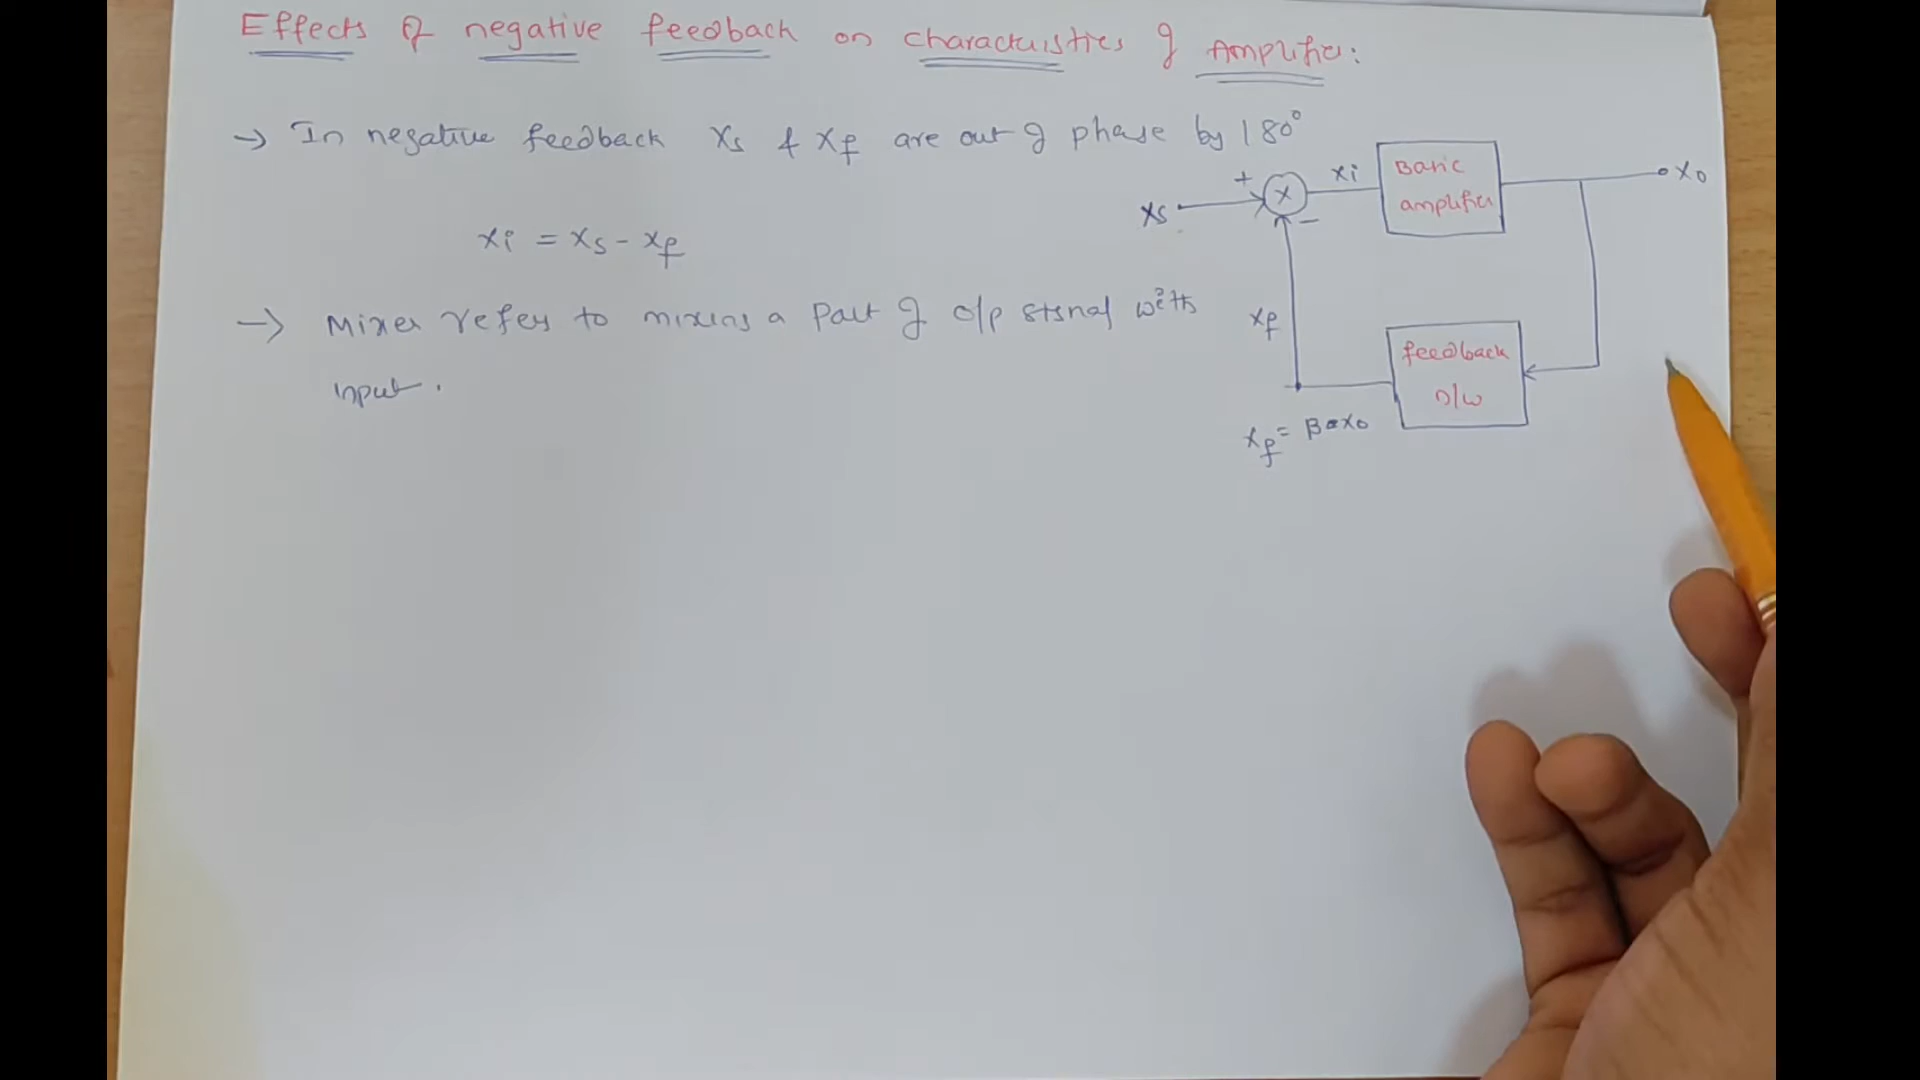 Effects of negative feedback on characteristics of Amplifier:
→ In negative feedback Xs & Xf are out of phase by 180°
Xi = Xs - Xf
→ Mixer refers to mixing a Part of o/p signal with
input.
Xs
+
X
-
Xi
Basic
amplifier
Xo
Xf
feedback
n/w
Xf = β Xo